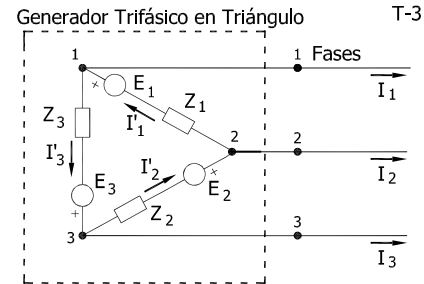 Generador Trifásico en Triángulo
T-3
1
1
Fases
+
E1
Z1
I1
I'1
Z3
2
2
I'3
I'2
+
E2
I2
E3
+
Z2
3
3
I3